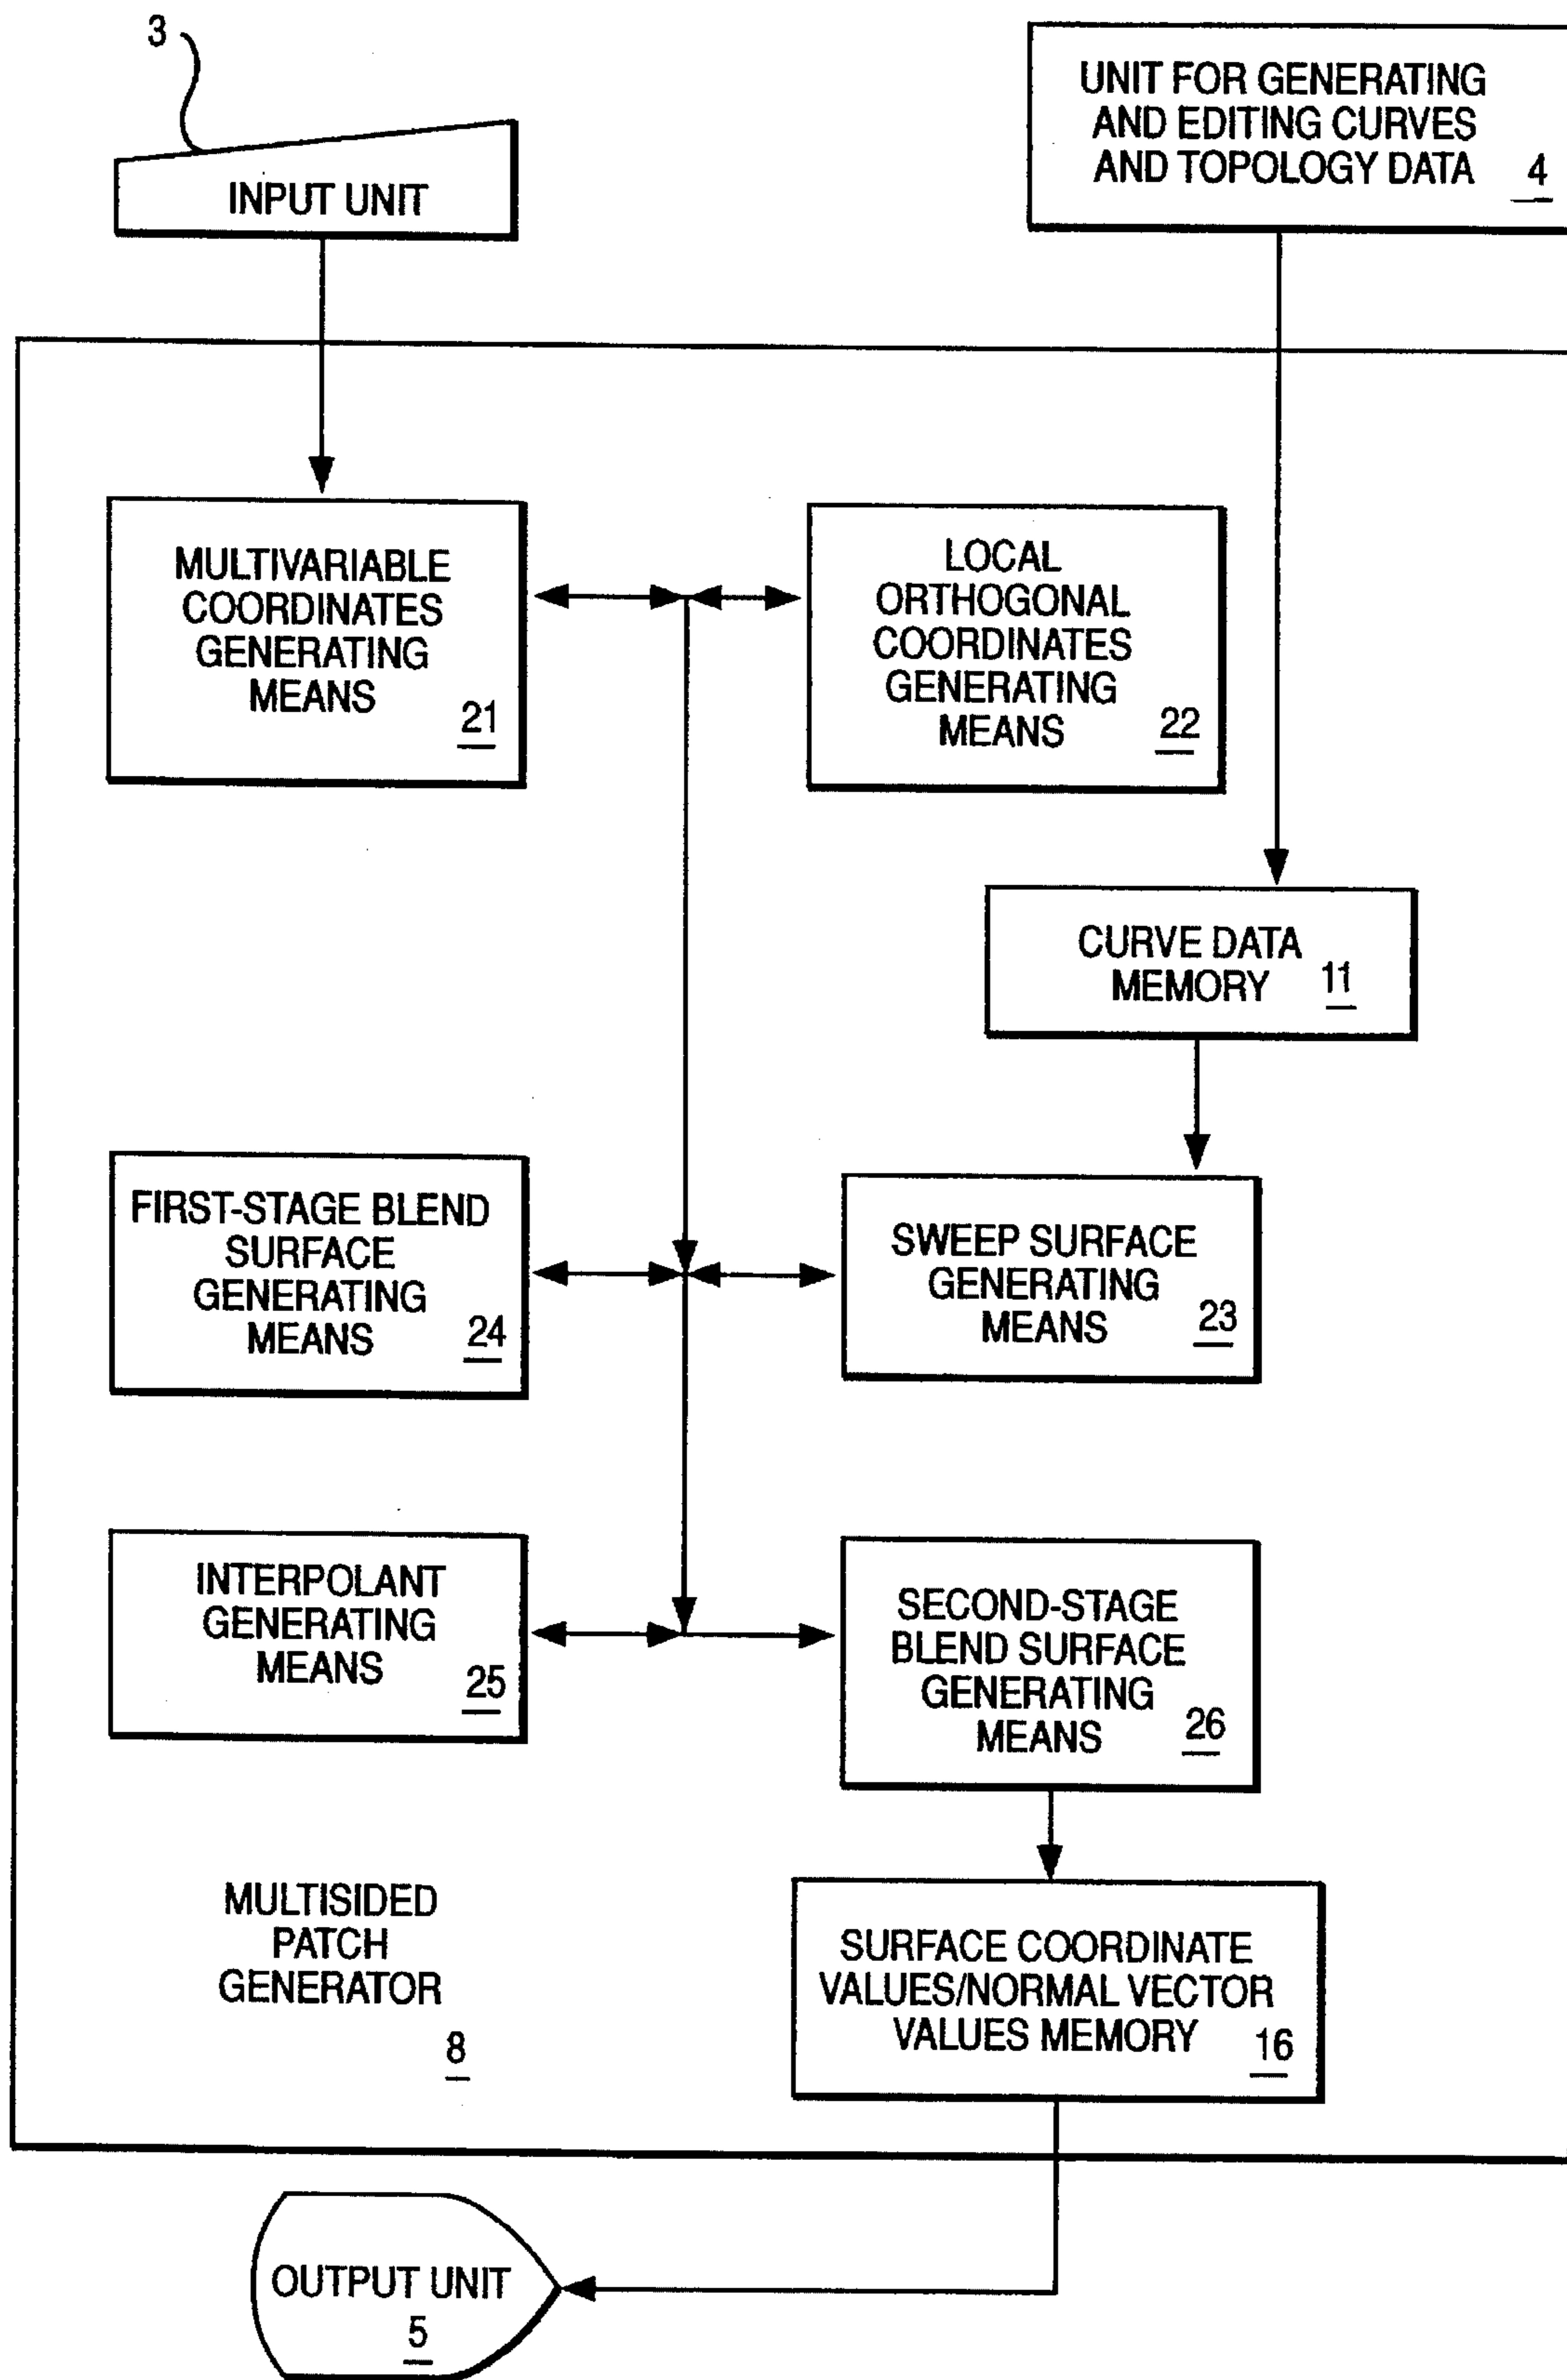 3
INPUT UNIT
UNIT FOR GENERATING
AND EDITING CURVES
AND TOPOLOGY DATA 4
MULTIVARIABLE
COORDINATES
GENERATING
MEANS
21
LOCAL
ORTHOGONAL
COORDINATES
GENERATING
MEANS
22
CURVE DATA
MEMORY 11
FIRST-STAGE BLEND
SURFACE
GENERATING
MEANS
24
SWEEP SURFACE
GENERATING
MEANS
23
INTERPOLANT
GENERATING
MEANS
25
SECOND-STAGE
BLEND SURFACE
GENERATING
MEANS
26
MULTISIDED
PATCH
GENERATOR
8
SURFACE COORDINATE
VALUES/NORMAL VECTOR
VALUES MEMORY
16
OUTPUT UNIT
5